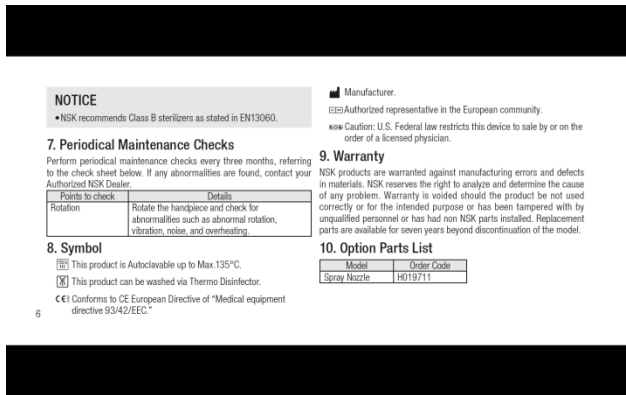 NOTICE
•NSK recommends Class B sterilizers as stated in EN13060.
7. Periodical Maintenance Checks
Perform periodical maintenance checks every three months, referring
to the check sheet below. If any abnormalities are found, contact your
Authorized NSK Dealer.
Points to check Details
Rotation Rotate the handpiece and check for
abnormalities such as abnormal rotation,
vibration, noise, and overheating.
8. Symbol
This product is Autoclavable up to Max.135°C.
This product can be washed via Thermo Disinfector.
CE Conforms to CE European Directive of “Medical equipment
directive 93/42/EEC.”
6
Manufacturer.
Authorized representative in the European community.
Caution: U.S. Federal law restricts this device to sale by or on the
order of a licensed physician.
9. Warranty
NSK products are warranted against manufacturing errors and defects
in materials. NSK reserves the right to analyze and determine the cause
of any problem. Warranty is voided should the product be not used
correctly or for the intended purpose or has been tampered with by
unqualified personnel or has had non NSK parts installed. Replacement
parts are available for seven years beyond discontinuation of the model.
10. Option Parts List
Model Order Code
Spray Nozzle H019711